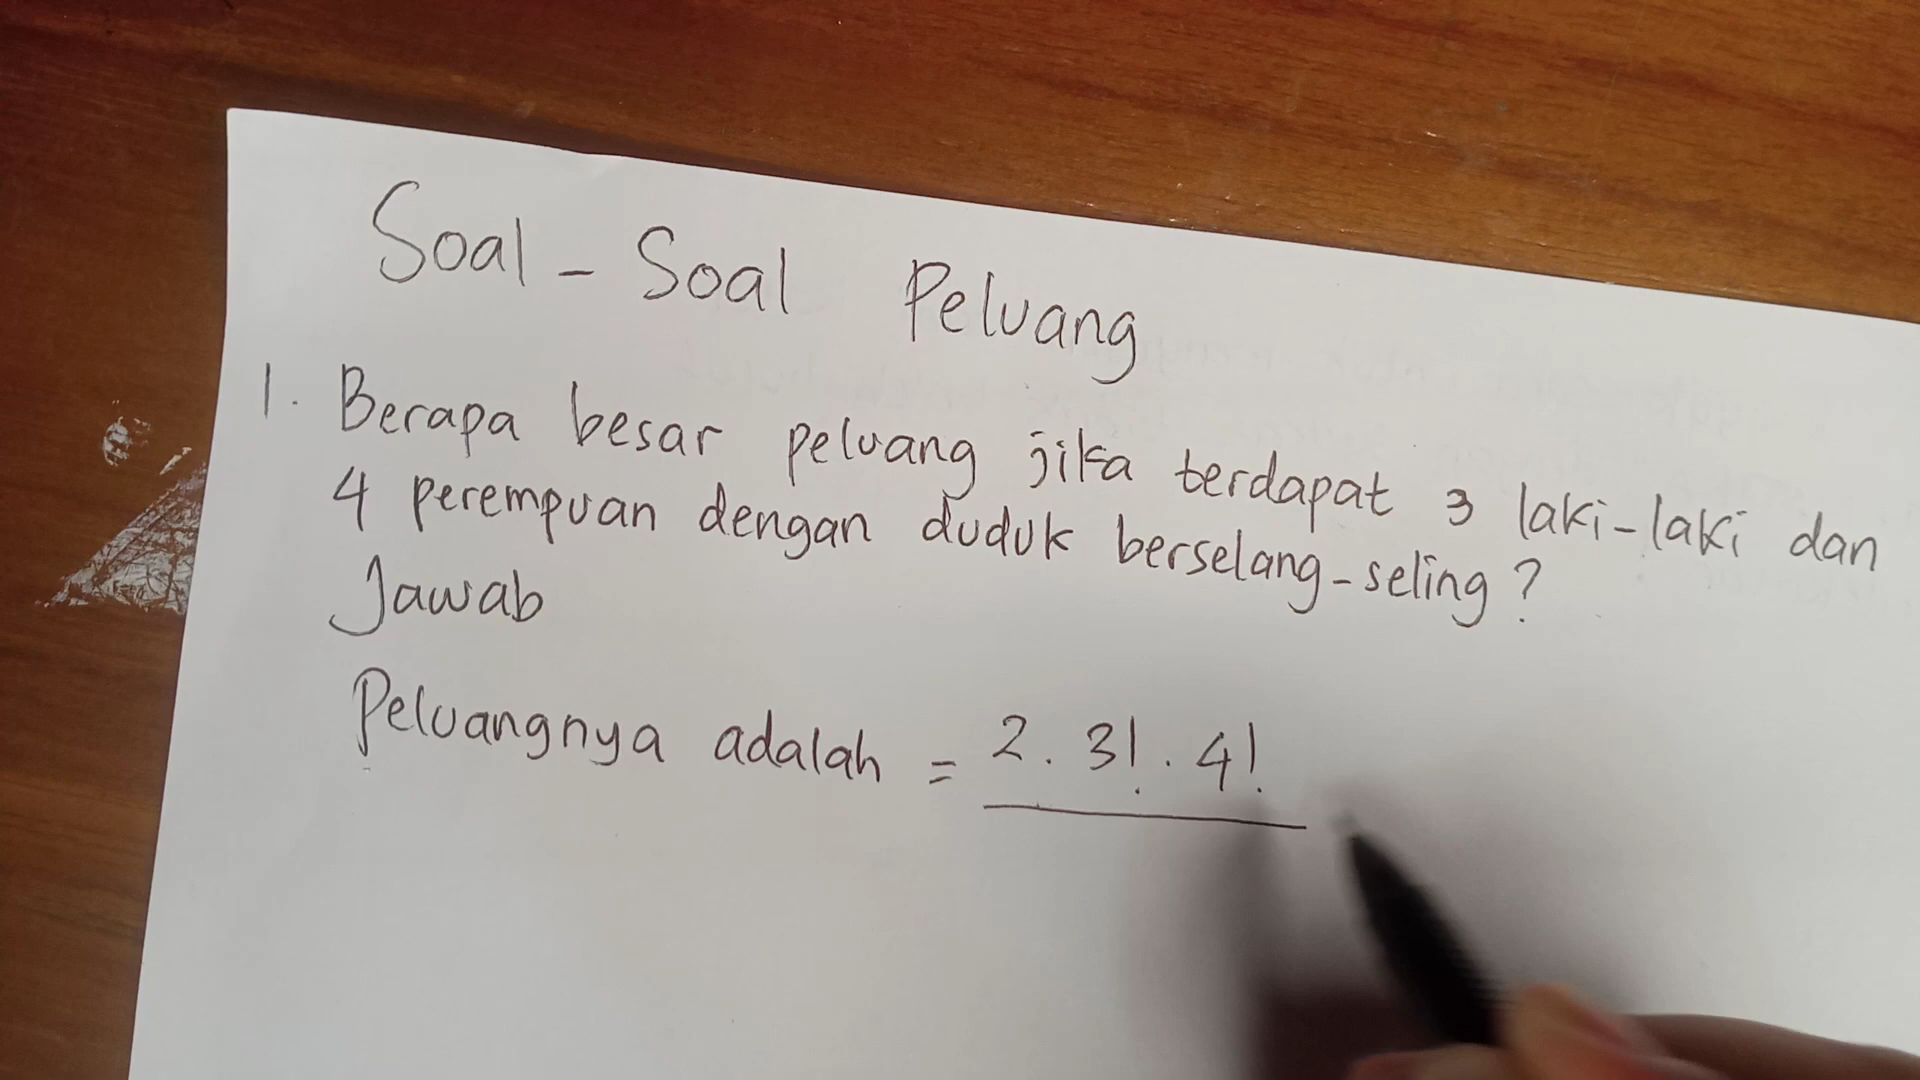 Soal - Soal Peluang
1. Berapa besar peluang jika terdapat 3 laki-laki dan
4 perempuan dengan duduk berselang-seling?
Jawab
Peluangnya adalah = 2 . 3! . 4!